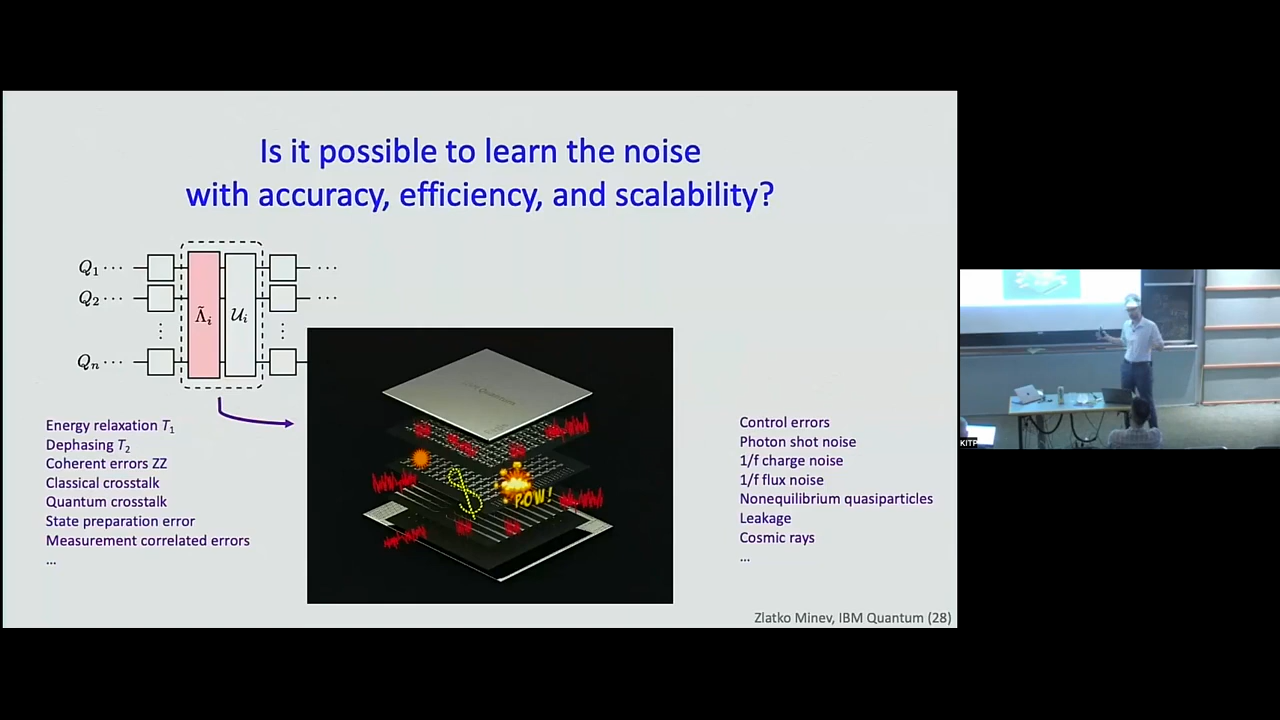 Is it possible to learn the noise
with accuracy, efficiency, and scalability?
Q₁ ⋯ ⋯
Q₂ ⋯ ⋯
⋮ ⋮
Qₙ ⋯
Λ̃ᵢ 𝒰ᵢ
Energy relaxation T₁
Dephasing T₂
Coherent errors ZZ
Classical crosstalk
Quantum crosstalk
State preparation error
Measurement correlated errors
...
POW!
Control errors
Photon shot noise
1/f charge noise
1/f flux noise
Nonequilibrium quasiparticles
Leakage
Cosmic rays
...
Zlatko Minev, IBM Quantum (28)
KITP